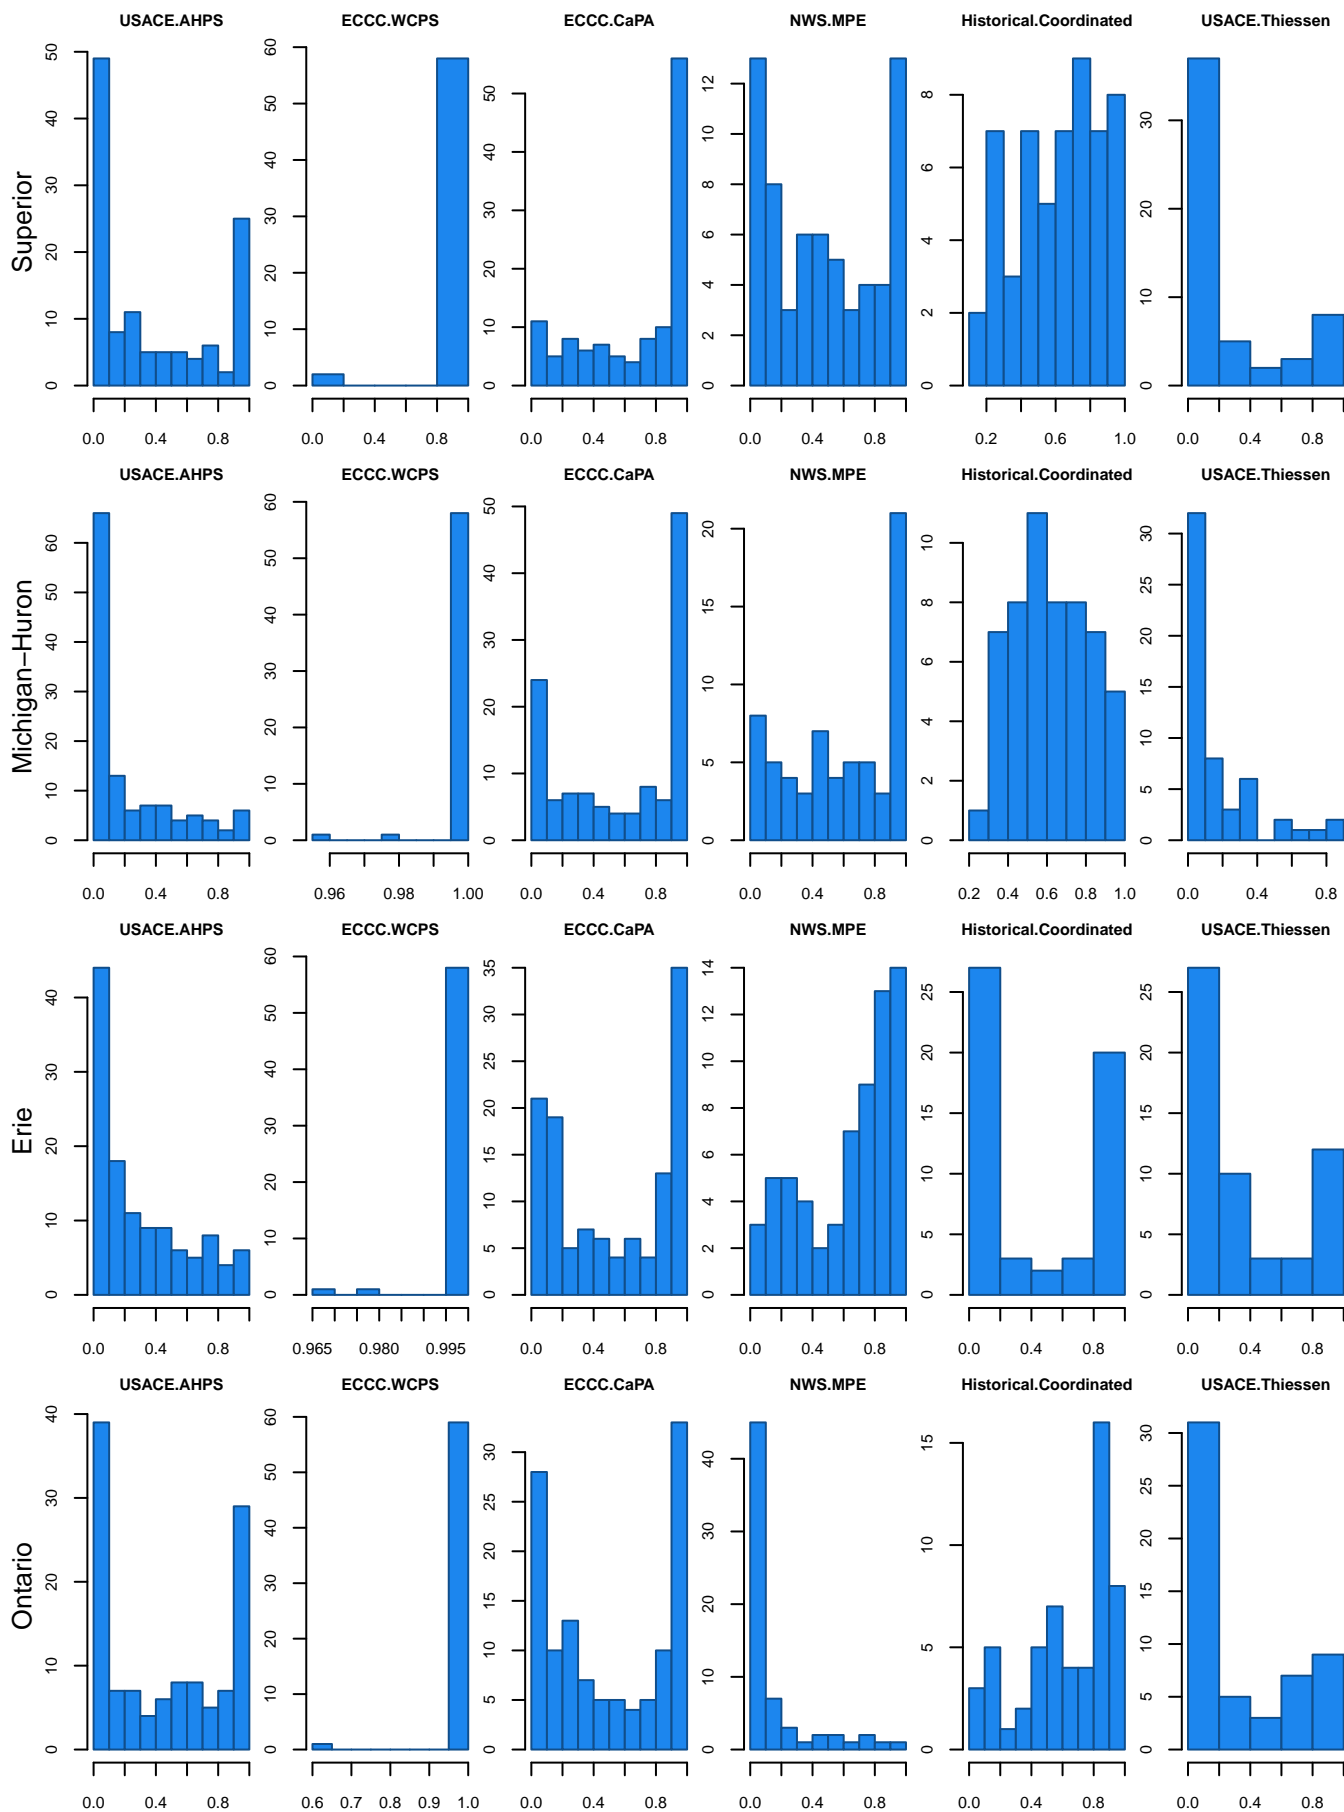 USACE.AHPS ECCC.WCPS ECCC.CaPA NWS.MPE Historical.Coordinated USACE.Thiessen
Superior
0 10 20 30 40 50
0.0 0.4 0.8
0 10 20 30 40 50 60
0.0 0.4 0.8
0 10 20 30 40 50
0.0 0.4 0.8
0 2 4 6 8 10 12
0.0 0.4 0.8
0 2 4 6 8
0.2 0.6 1.0
0 10 20 30
0.0 0.4 0.8
USACE.AHPS ECCC.WCPS ECCC.CaPA NWS.MPE Historical.Coordinated USACE.Thiessen
Michigan−Huron
0 10 20 30 40 50 60
0.0 0.4 0.8
0 10 20 30 40 50 60
0.96 0.98 1.00
0 10 20 30 40 50
0.0 0.4 0.8
0 5 10 15 20
0.0 0.4 0.8
0 2 4 6 8 10
0.2 0.4 0.6 0.8 1.0
0 5 10 15 20 25 30
0.0 0.4 0.8
USACE.AHPS ECCC.WCPS ECCC.CaPA NWS.MPE Historical.Coordinated USACE.Thiessen
Erie
0 10 20 30 40
0.0 0.4 0.8
0 10 20 30 40 50 60
0.965 0.980 0.995
0 5 10 15 20 25 30 35
0.0 0.4 0.8
0 2 4 6 8 10 12 14
0.0 0.4 0.8
0 5 10 15 20 25
0.0 0.4 0.8
0 5 10 15 20 25
0.0 0.4 0.8
USACE.AHPS ECCC.WCPS ECCC.CaPA NWS.MPE Historical.Coordinated USACE.Thiessen
Ontario
0 10 20 30 40
0.0 0.4 0.8
0 10 20 30 40 50 60
0.6 0.7 0.8 0.9 1.0
0 5 10 15 20 25 30
0.0 0.4 0.8
0 10 20 30 40
0.0 0.4 0.8
0 5 10 15
0.0 0.4 0.8
0 5 10 15 20 25 30
0.0 0.4 0.8